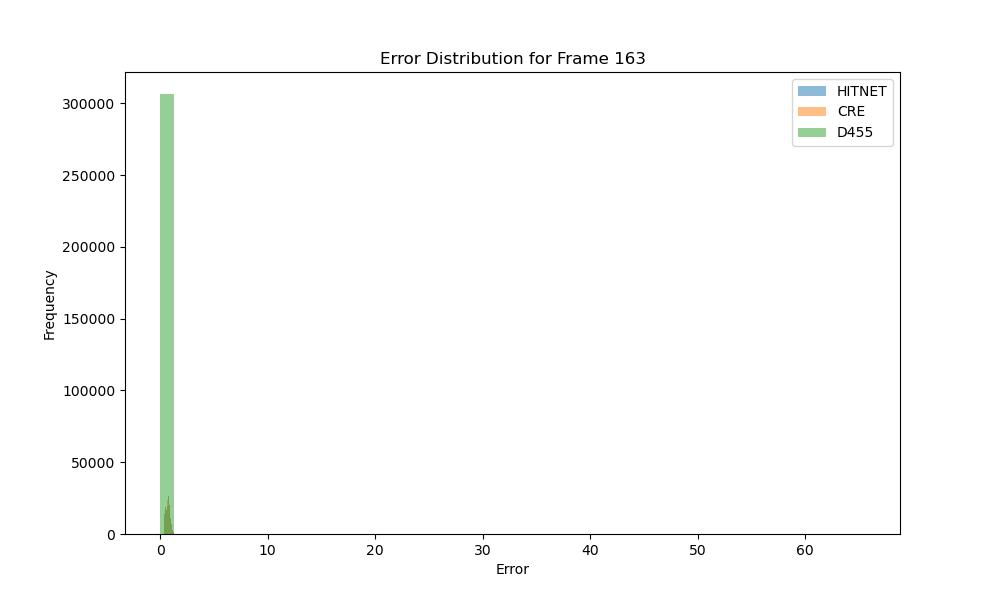 Error Distribution for Frame 163
HITNET
CRE
D455
300000
250000
200000
150000
100000
50000
0
Frequency
0 10 20 30 40 50 60
Error